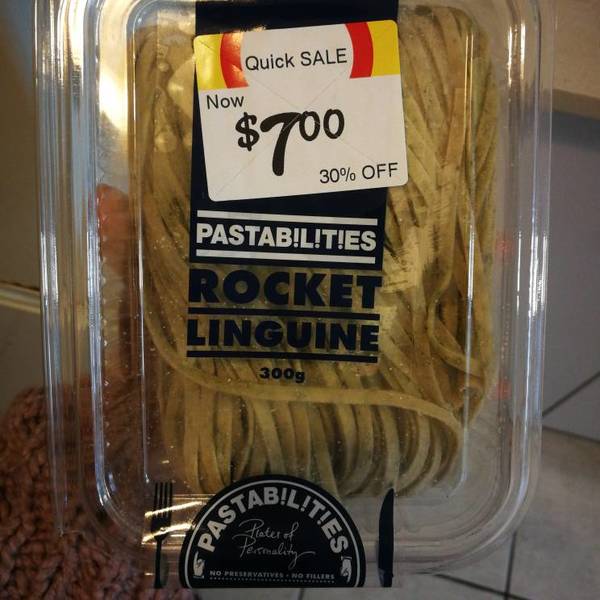 Quick SALE
Now
$7.00
30% OFF
PASTAB!L!T!ES
ROCKET
LINGUINE
300g
PASTAB!L!T!ES
Plates of
Personality
NO PRESERVATIVES • NO FILLERS